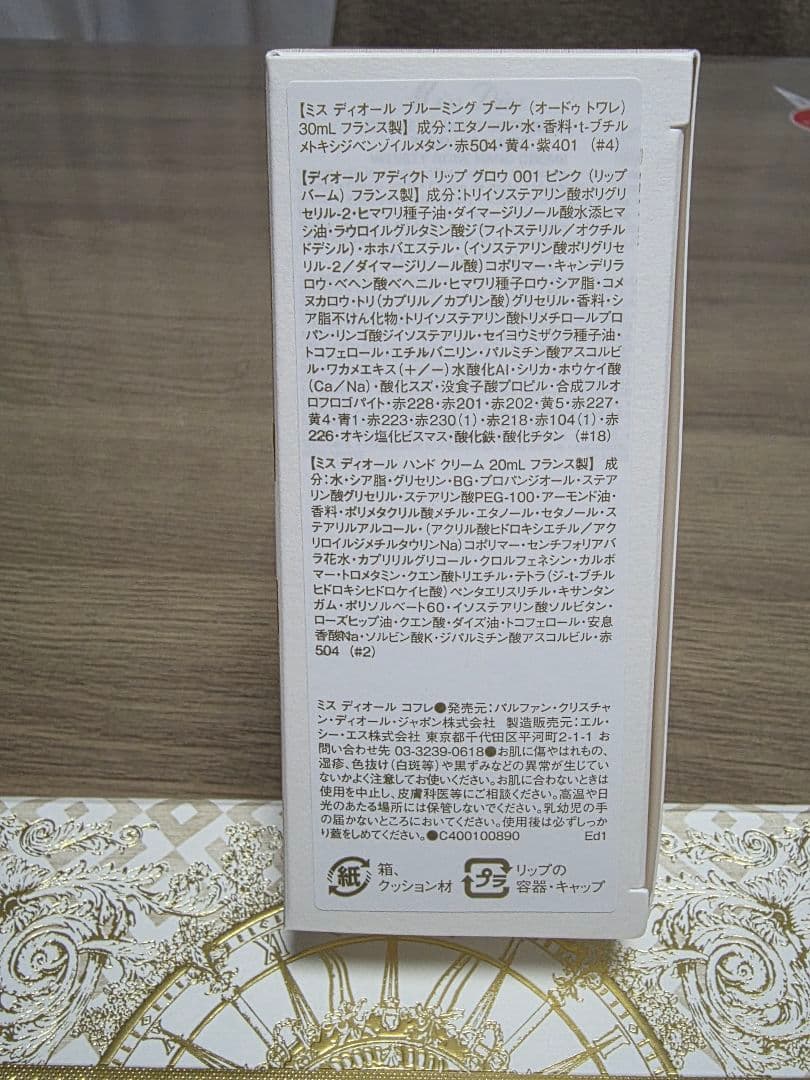 【ミス ディオール ブルーミング ブーケ（オードゥ トワレ）
30mL フランス製】成分：エタノール・水・香料・t-ブチル
メトキシジベンゾイルメタン・赤504・黄4・紫401 （#4）
【ディオール アディクト リップ グロウ 001 ピンク（リップ
バーム）フランス製】成分：トリイソステアリン酸ポリグリ
セリル-2・ヒマワリ種子油・ダイマージリノール酸水添ヒマ
シ油・ラウロイルグルタミン酸ジ（フィトステリル／オクチル
ドデシル）・ホホバエステル・（イソステアリン酸ポリグリセ
リル-2／ダイマージリノール酸）コポリマー・キャンデリラ
ロウ・ベヘン酸ベヘニル・ヒマワリ種子ロウ・シア脂・コメ
ヌカロウ・トリ（カプリル／カプリン酸）グリセリル・香料・シ
ア脂不けん化物・トリイソステアリン酸トリメチロールプロ
パン・リンゴ酸ジイソステアリル・セイヨウミザクラ種子油・
トコフェロール・エチルバニリン・パルミチン酸アスコルビ
ル・ワカメエキス（＋／－）水酸化Al・シリカ・ホウケイ酸
（Ca／Na）・酸化スズ・没食子酸プロピル・合成フルオ
ロフロゴパイト・赤228・赤201・赤202・黄5・赤227・
黄4・青1・赤223・赤230（1）・赤218・赤104（1）・赤
226・オキシ塩化ビスマス・酸化鉄・酸化チタン （#18）
【ミス ディオール ハンド クリーム 20mL フランス製】 成
分：水・シア脂・グリセリン・BG・プロパンジオール・ステア
リン酸グリセリル・ステアリン酸PEG-100・アーモンド油・
香料・ポリメタクリル酸メチル・エタノール・セタノール・ス
テアリルアルコール・（アクリル酸ヒドロキシエチル／アク
リロイルジメチルタウリンNa）コポリマー・センチフォリアバ
ラ花水・カプリリルグリコール・クロルフェネシン・カルボ
マー・トロメタミン・クエン酸トリエチル・テトラ（ジ-t-ブチル
ヒドロキシヒドロケイヒ酸）ペンタエリスリチル・キサンタン
ガム・ポリソルベート60・イソステアリン酸ソルビタン・
ローズヒップ油・クエン酸・ダイズ油・トコフェロール・安息
香酸Na・ソルビン酸K・ジパルミチン酸アスコルビル・赤
504 （#2）
ミス ディオール コフレ●発売元：パルファン・クリスチャ
ン・ディオール・ジャポン株式会社 製造販売元：エル・
シー・エス株式会社 東京都千代田区平河町2-1-1 お
問い合わせ先 03-3239-0618●お肌に傷やはれもの、
湿疹、色抜け（白斑等）や黒ずみなどの異常が生じてい
ないかよく注意してお使いください。お肌に合わないときは
使用を中止し、皮膚科医等にご相談ください。高温や日
光のあたる場所には保管しないでください。乳幼児の手
の届かないところにおいてください。使用後は必ずしっか
り蓋をしめてください。●C400100890 Ed1
紙 箱、
クッション材
プラ リップの
容器・キャップ